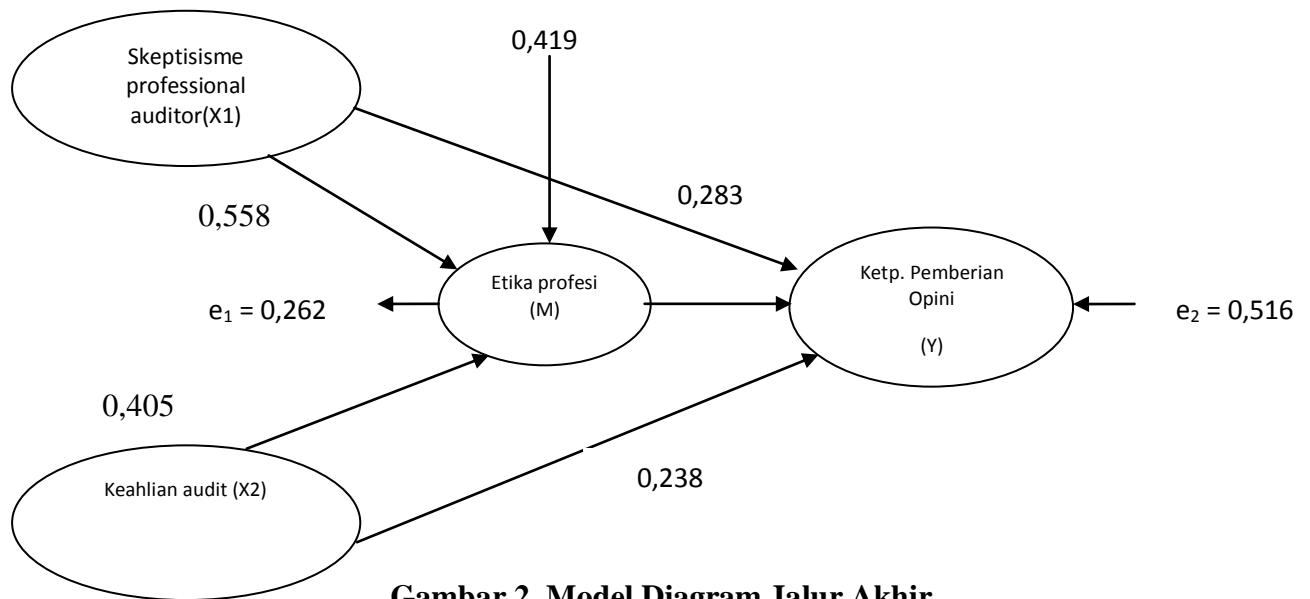 Skeptisisme
professional
auditor(X1)
0,419
0,283
0,558
Etika profesi
(M)
Ketp. Pemberian
Opini
(Y)
e₁ = 0,262
e₂ = 0,516
0,405
Keahlian audit (X2)
0,238
Gambar 2. Model Diagram Jalur Akhir